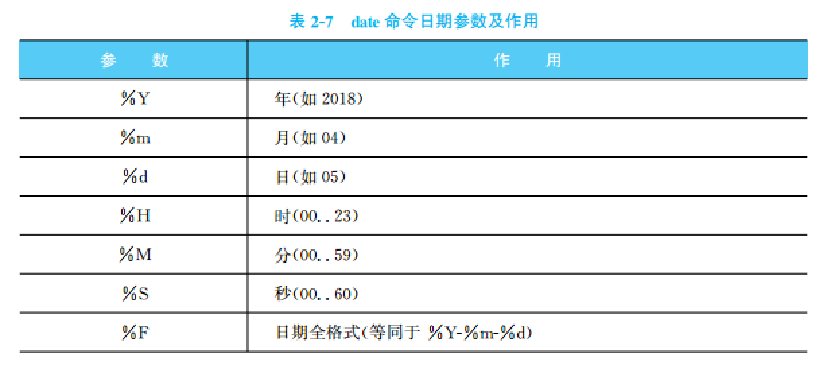 表 2-7 date 命令日期参数及作用
参 数 作 用
%Y 年(如 2018)
%m 月(如 04)
%d 日(如 05)
%H 时(00..23)
%M 分(00..59)
%S 秒(00..60)
%F 日期全格式(等同于 %Y-%m-%d)